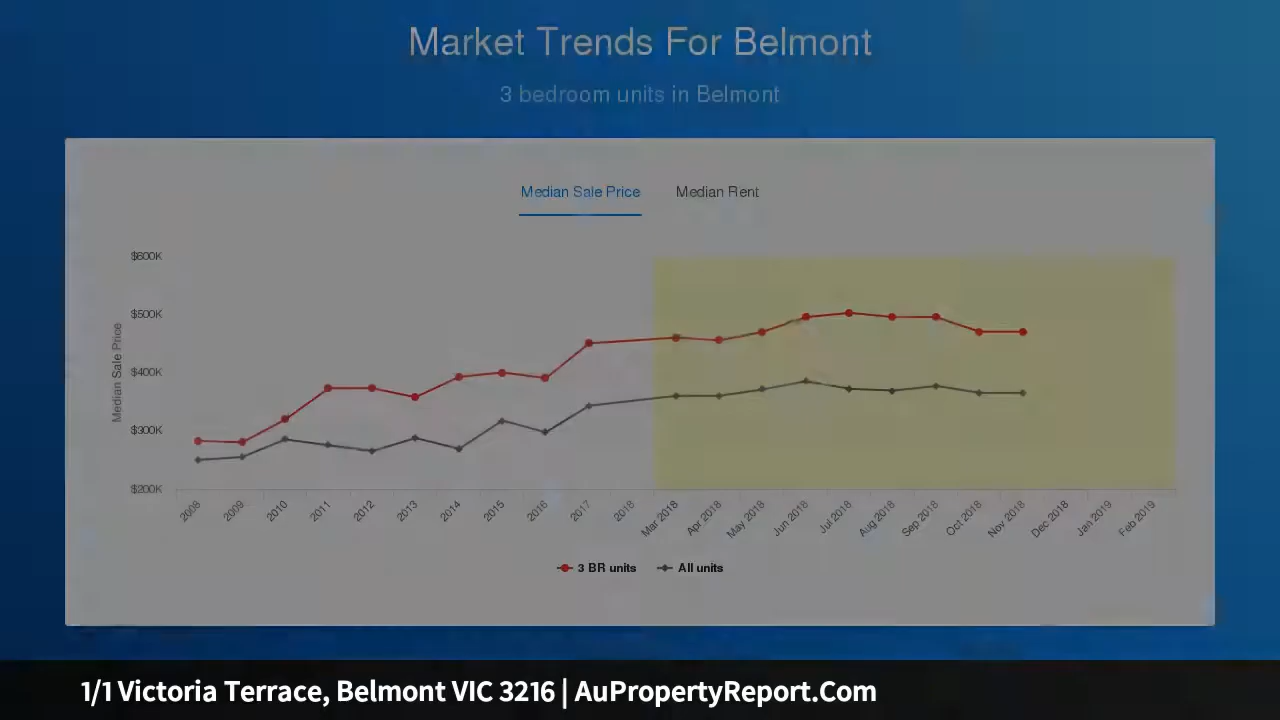 Market Trends For Belmont
3 bedroom units in Belmont
Median Sale Price Median Rent
$600K
$500K
$400K
$300K
$200K
Median Sale Price
2008 2009 2010 2011 2012 2013 2014 2015 2016 2017 2018 Mar 2018 Apr 2018 May 2018 Jun 2018 Jul 2018 Aug 2018 Sep 2018 Oct 2018 Nov 2018 Dec 2018 Jan 2019 Feb 2019
3 BR units All units
1/1 Victoria Terrace, Belmont VIC 3216 | AuPropertyReport.Com